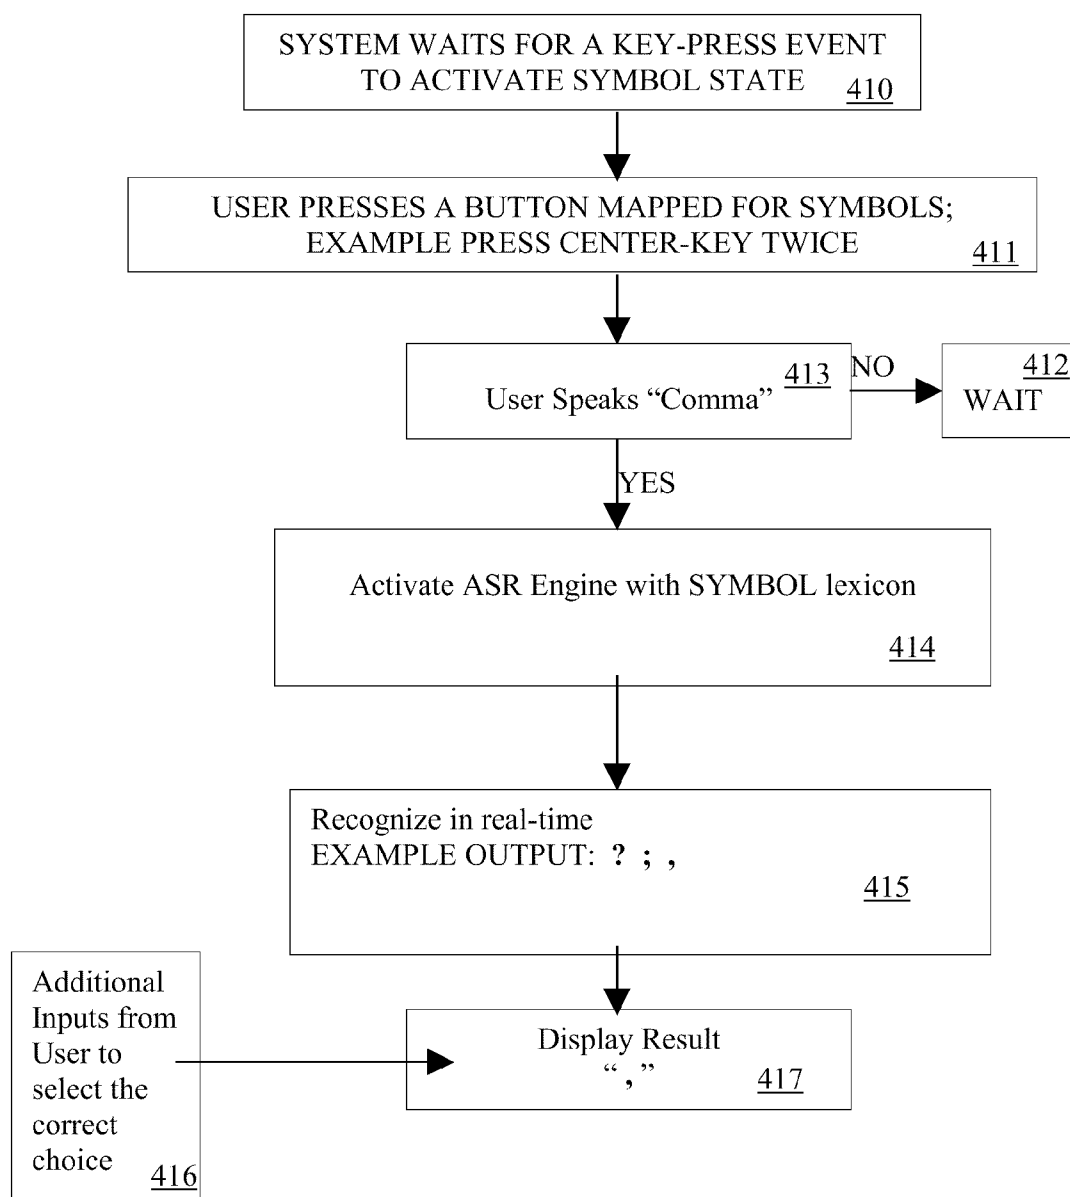 SYSTEM WAITS FOR A KEY-PRESS EVENT
TO ACTIVATE SYMBOL STATE
410
USER PRESSES A BUTTON MAPPED FOR SYMBOLS;
EXAMPLE PRESS CENTER-KEY TWICE
411
413
User Speaks “Comma”
NO
412
WAIT
YES
Activate ASR Engine with SYMBOL lexicon
414
Recognize in real-time
EXAMPLE OUTPUT: ? ; ,
415
Additional
Inputs from
User to
select the
correct
choice
416
Display Result
“ , ”
417